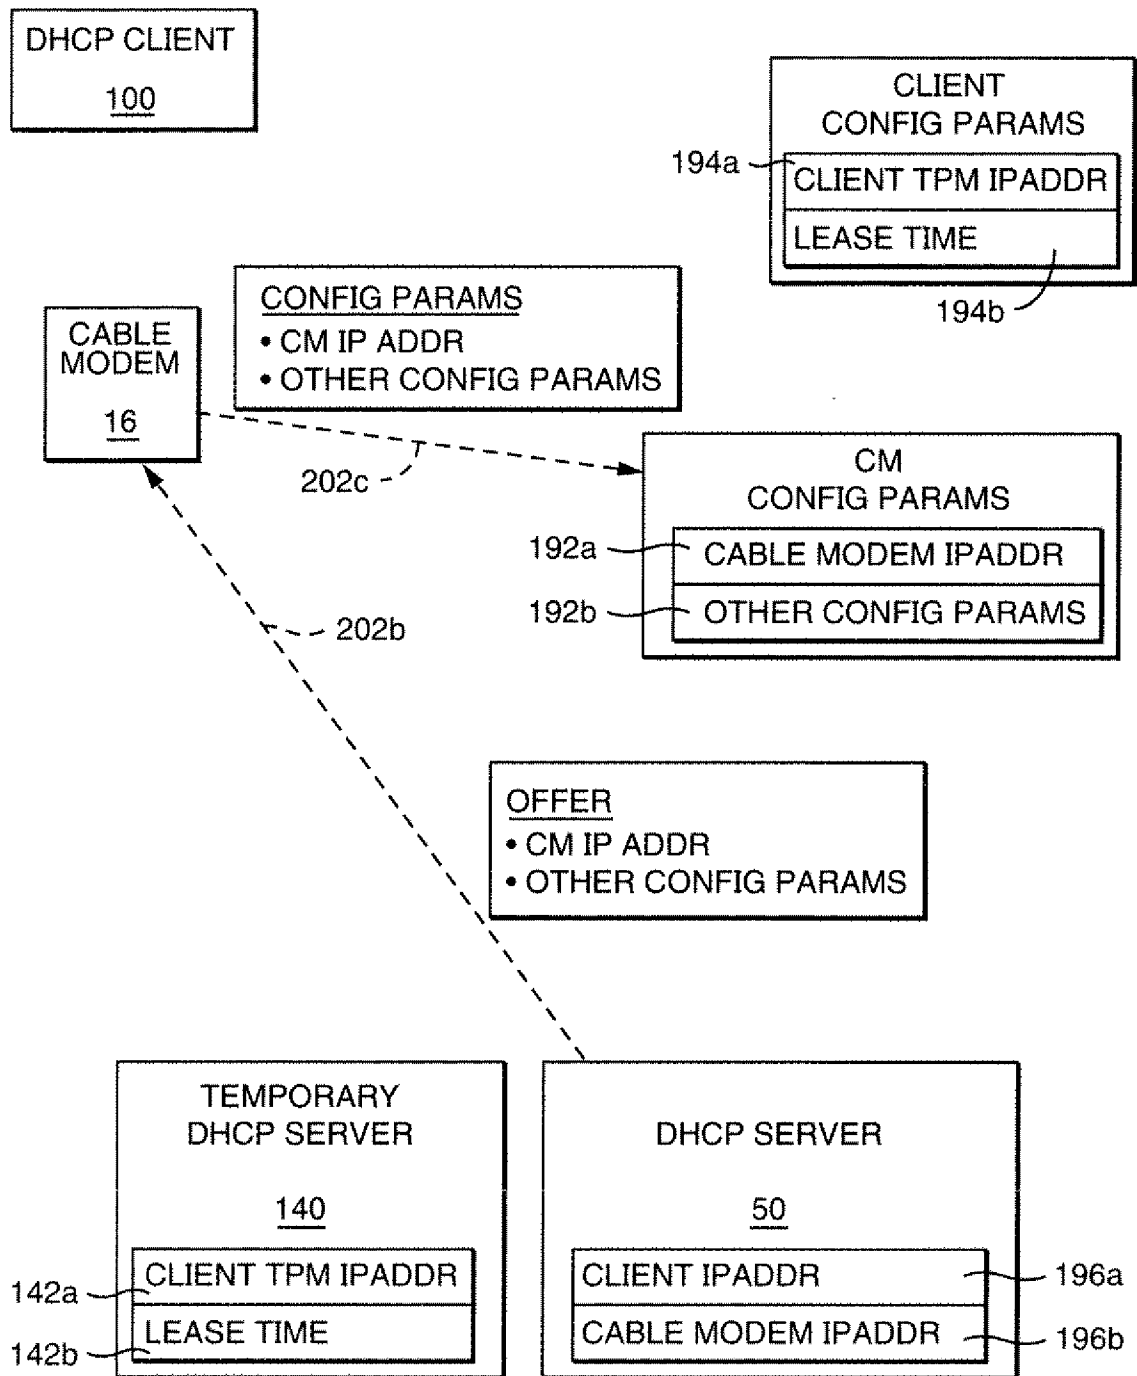 DHCP CLIENT
100
CLIENT
CONFIG PARAMS
194a
CLIENT TPM IPADDR
LEASE TIME
194b
CONFIG PARAMS
• CM IP ADDR
• OTHER CONFIG PARAMS
CABLE
MODEM
16
202c
CM
CONFIG PARAMS
192a
CABLE MODEM IPADDR
192b
OTHER CONFIG PARAMS
202b
OFFER
• CM IP ADDR
• OTHER CONFIG PARAMS
TEMPORARY
DHCP SERVER
140
142a
CLIENT TPM IPADDR
142b
LEASE TIME
DHCP SERVER
50
CLIENT IPADDR
196a
CABLE MODEM IPADDR
196b